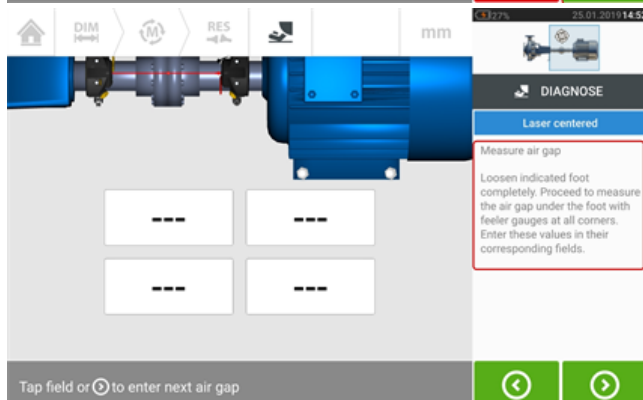 DIM
RES
mm
27%
25.01.2019 14:52
DIAGNOSE
Laser centered
Measure air gap
Loosen indicated foot
completely. Proceed to measure
the air gap under the foot with
feeler gauges at all corners.
Enter these values in their
corresponding fields.
--- ---
--- ---
Tap field or to enter next air gap